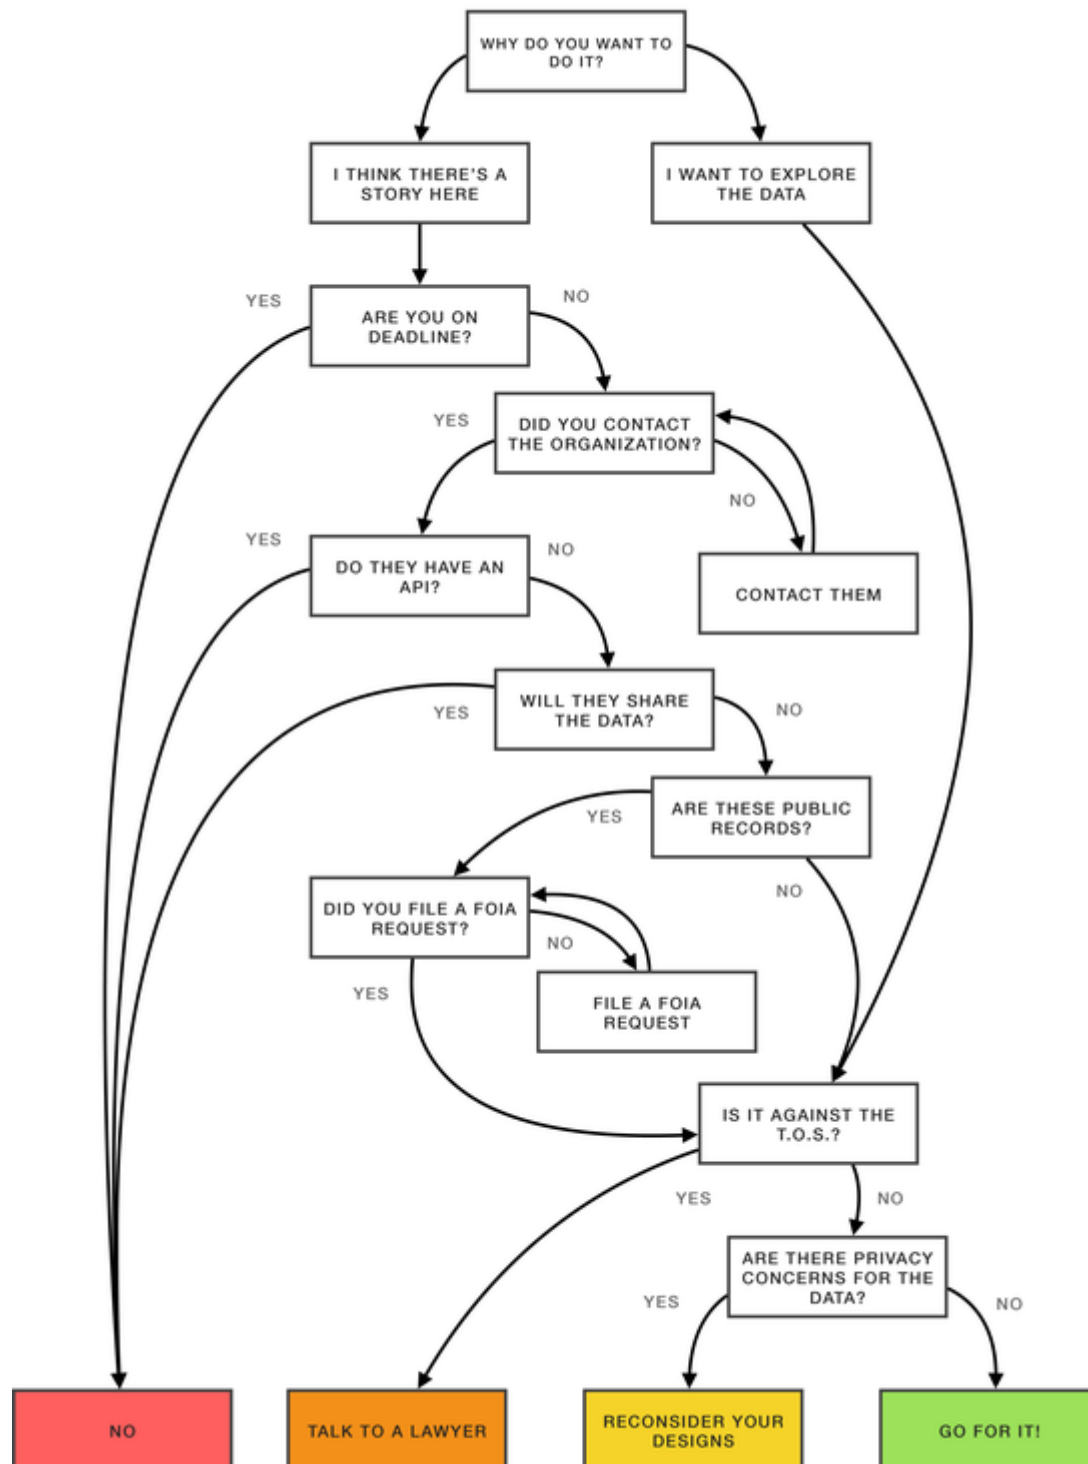 WHY DO YOU WANT TO
DO IT?
I THINK THERE'S A
STORY HERE
I WANT TO EXPLORE
THE DATA
YES
ARE YOU ON
DEADLINE?
NO
YES
DID YOU CONTACT
THE ORGANIZATION?
NO
YES
DO THEY HAVE AN
API?
NO
CONTACT THEM
YES
WILL THEY SHARE
THE DATA?
NO
YES
ARE THESE PUBLIC
RECORDS?
NO
DID YOU FILE A FOIA
REQUEST?
NO
YES
FILE A FOIA
REQUEST
IS IT AGAINST THE
T.O.S.?
YES
NO
ARE THERE PRIVACY
CONCERNS FOR THE
DATA?
YES
NO
NO
TALK TO A LAWYER
RECONSIDER YOUR
DESIGNS
GO FOR IT!